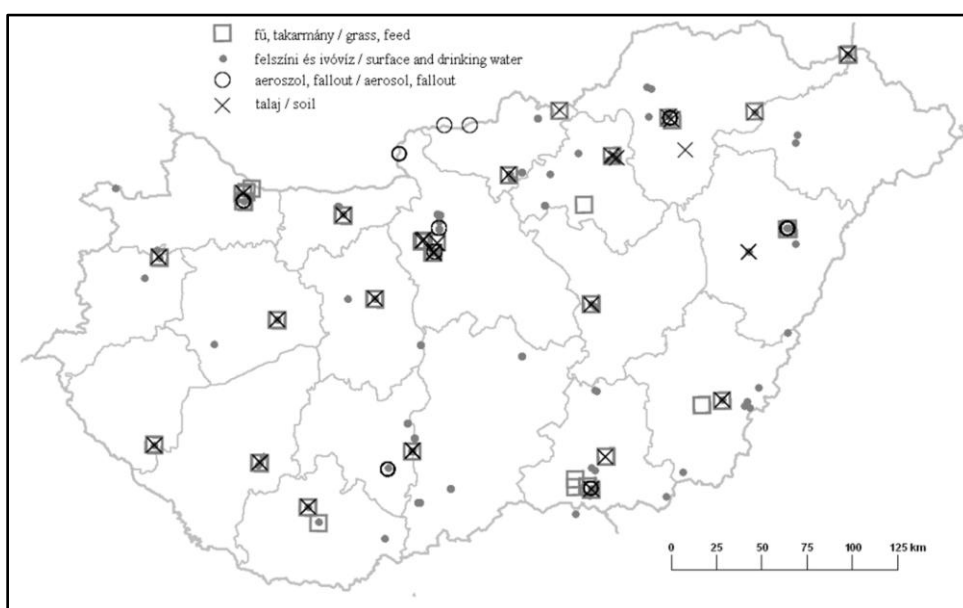 fű, takarmány / grass, feed
felszíni és ivóvíz / surface and drinking water
aeroszol, fallout / aerosol, fallout
talaj / soil
0 25 50 75 100 125 km